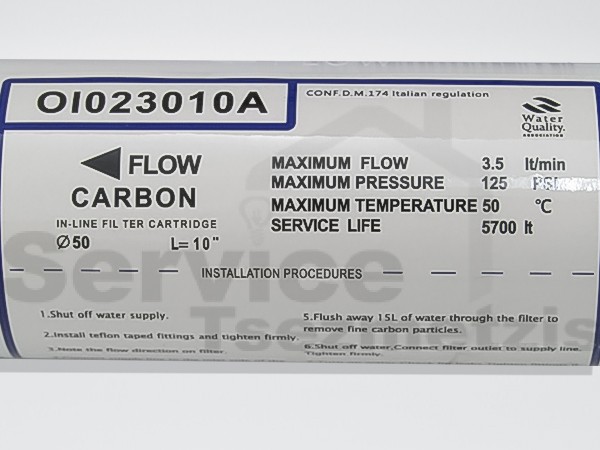 OI023010A
CONF.D.M.174 Italian regulation
Water
Quality.
ASSOCIATION
FLOW
CARBON
IN-LINE FILTER CARTRIDGE
Ø50 L= 10"
MAXIMUM FLOW 3.5 lt/min
MAXIMUM PRESSURE 125 PSI
MAXIMUM TEMPERATURE 50 °C
SERVICE LIFE 5700 lt
INSTALLATION PROCEDURES
1.Shut off water supply.
2.Install teflon taped fittings and tighten firmly.
3.Note the flow direction on filter.
5.Flush away 15L of water through the filter to
remove fine carbon particles.
6.Shut off water,Connect filter outlet to supply line.
Tighten firmly.
Service
Tsesmetzis